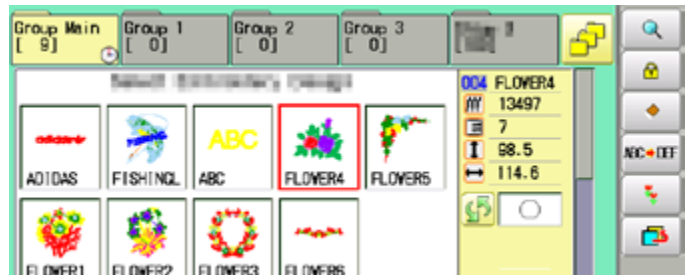 Group Main
[ 9]
Group 1
[ 0]
Group 2
[ 0]
Group 3
[ 0]
004 FLOWER4
13497
7
98.5
114.6
ABC DEF
ABC
ADIDAS
FISHINGL
ABC
FLOWER4
FLOWER5
FLOWER1
FLOWER2
FLOWER3
FLOWER6